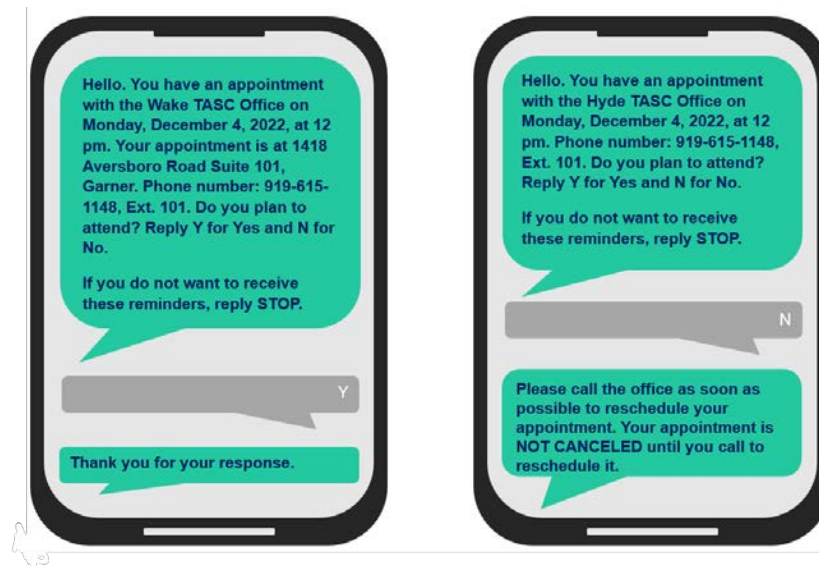 Hello. You have an appointment
with the Wake TASC Office on
Monday, December 4, 2022, at 12
pm. Your appointment is at 1418
Aversboro Road Suite 101,
Garner. Phone number: 919-615-
1148, Ext. 101. Do you plan to
attend? Reply Y for Yes and N for
No.
If you do not want to receive
these reminders, reply STOP.
Y
Thank you for your response.
Hello. You have an appointment
with the Hyde TASC Office on
Monday, December 4, 2022, at 12
pm. Phone number: 919-615-1148,
Ext. 101. Do you plan to attend?
Reply Y for Yes and N for No.
If you do not want to receive
these reminders, reply STOP.
N
Please call the office as soon as
possible to reschedule your
appointment. Your appointment is
NOT CANCELED until you call to
reschedule it.